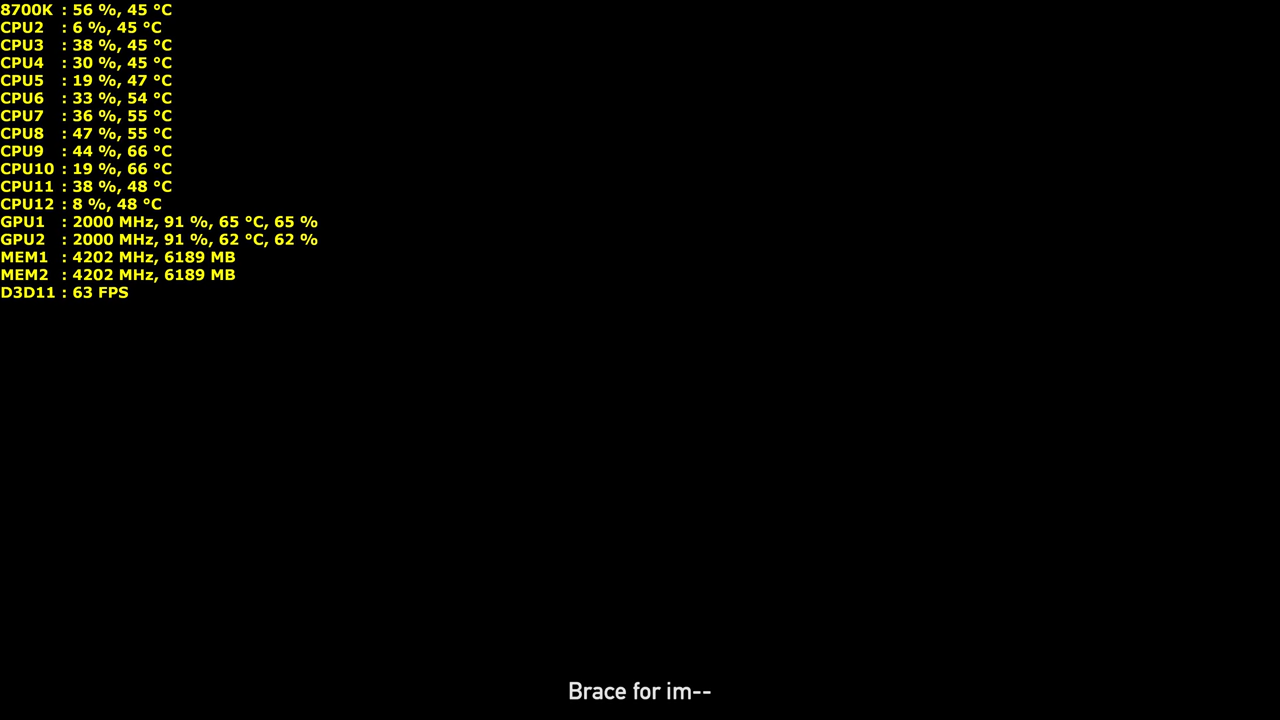 8700K : 56 %, 45 °C
CPU2 : 6 %, 45 °C
CPU3 : 38 %, 45 °C
CPU4 : 30 %, 45 °C
CPU5 : 19 %, 47 °C
CPU6 : 33 %, 54 °C
CPU7 : 36 %, 55 °C
CPU8 : 47 %, 55 °C
CPU9 : 44 %, 66 °C
CPU10 : 19 %, 66 °C
CPU11 : 38 %, 48 °C
CPU12 : 8 %, 48 °C
GPU1 : 2000 MHz, 91 %, 65 °C, 65 %
GPU2 : 2000 MHz, 91 %, 62 °C, 62 %
MEM1 : 4202 MHz, 6189 MB
MEM2 : 4202 MHz, 6189 MB
D3D11 : 63 FPS
Brace for im--